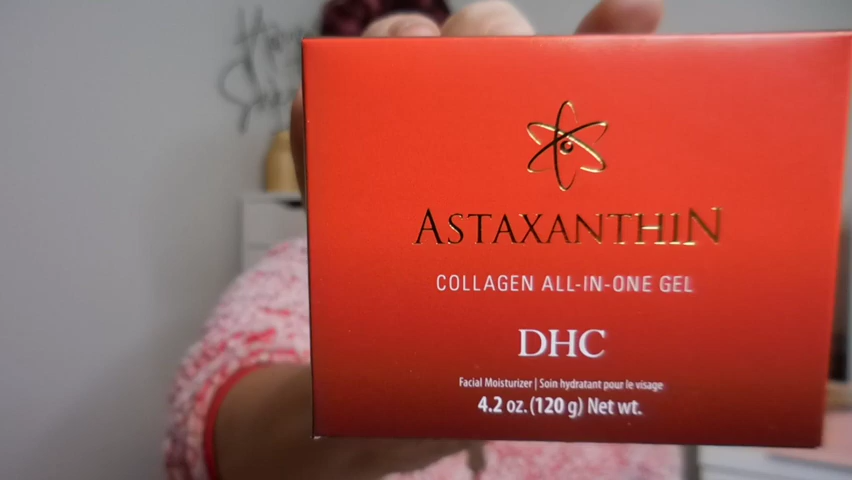 ASTAXANTHIN
COLLAGEN ALL-IN-ONE GEL
DHC
Facial Moisturizer | Soin hydratant pour le visage
4.2 oz. (120 g) Net wt.